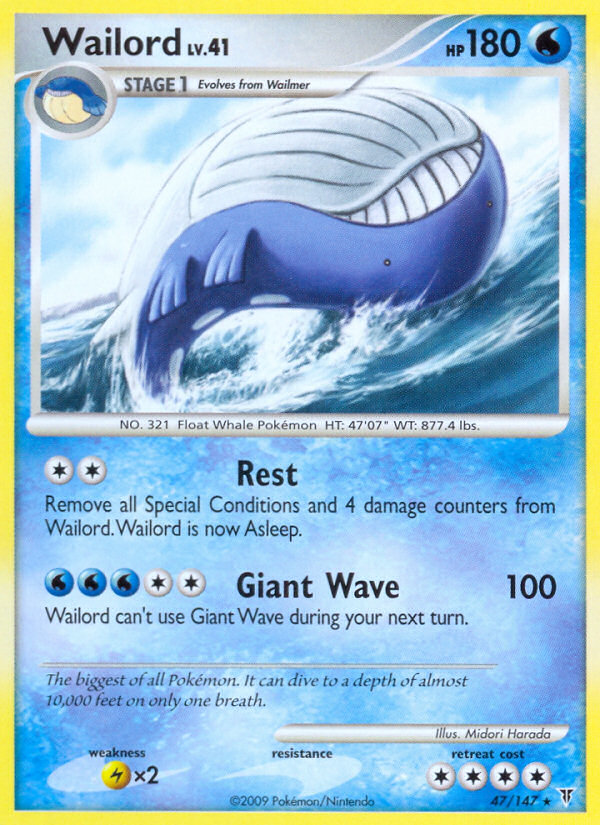 Wailord LV.41 HP 180
STAGE 1 Evolves from Wailmer
NO. 321 Float Whale Pokémon HT: 47'07" WT: 877.4 lbs.
Rest
Remove all Special Conditions and 4 damage counters from
Wailord. Wailord is now Asleep.
Giant Wave 100
Wailord can't use Giant Wave during your next turn.
The biggest of all Pokémon. It can dive to a depth of almost
10,000 feet on only one breath.
Illus. Midori Harada
weakness resistance retreat cost
×2
©2009 Pokémon/Nintendo 47/147 ★